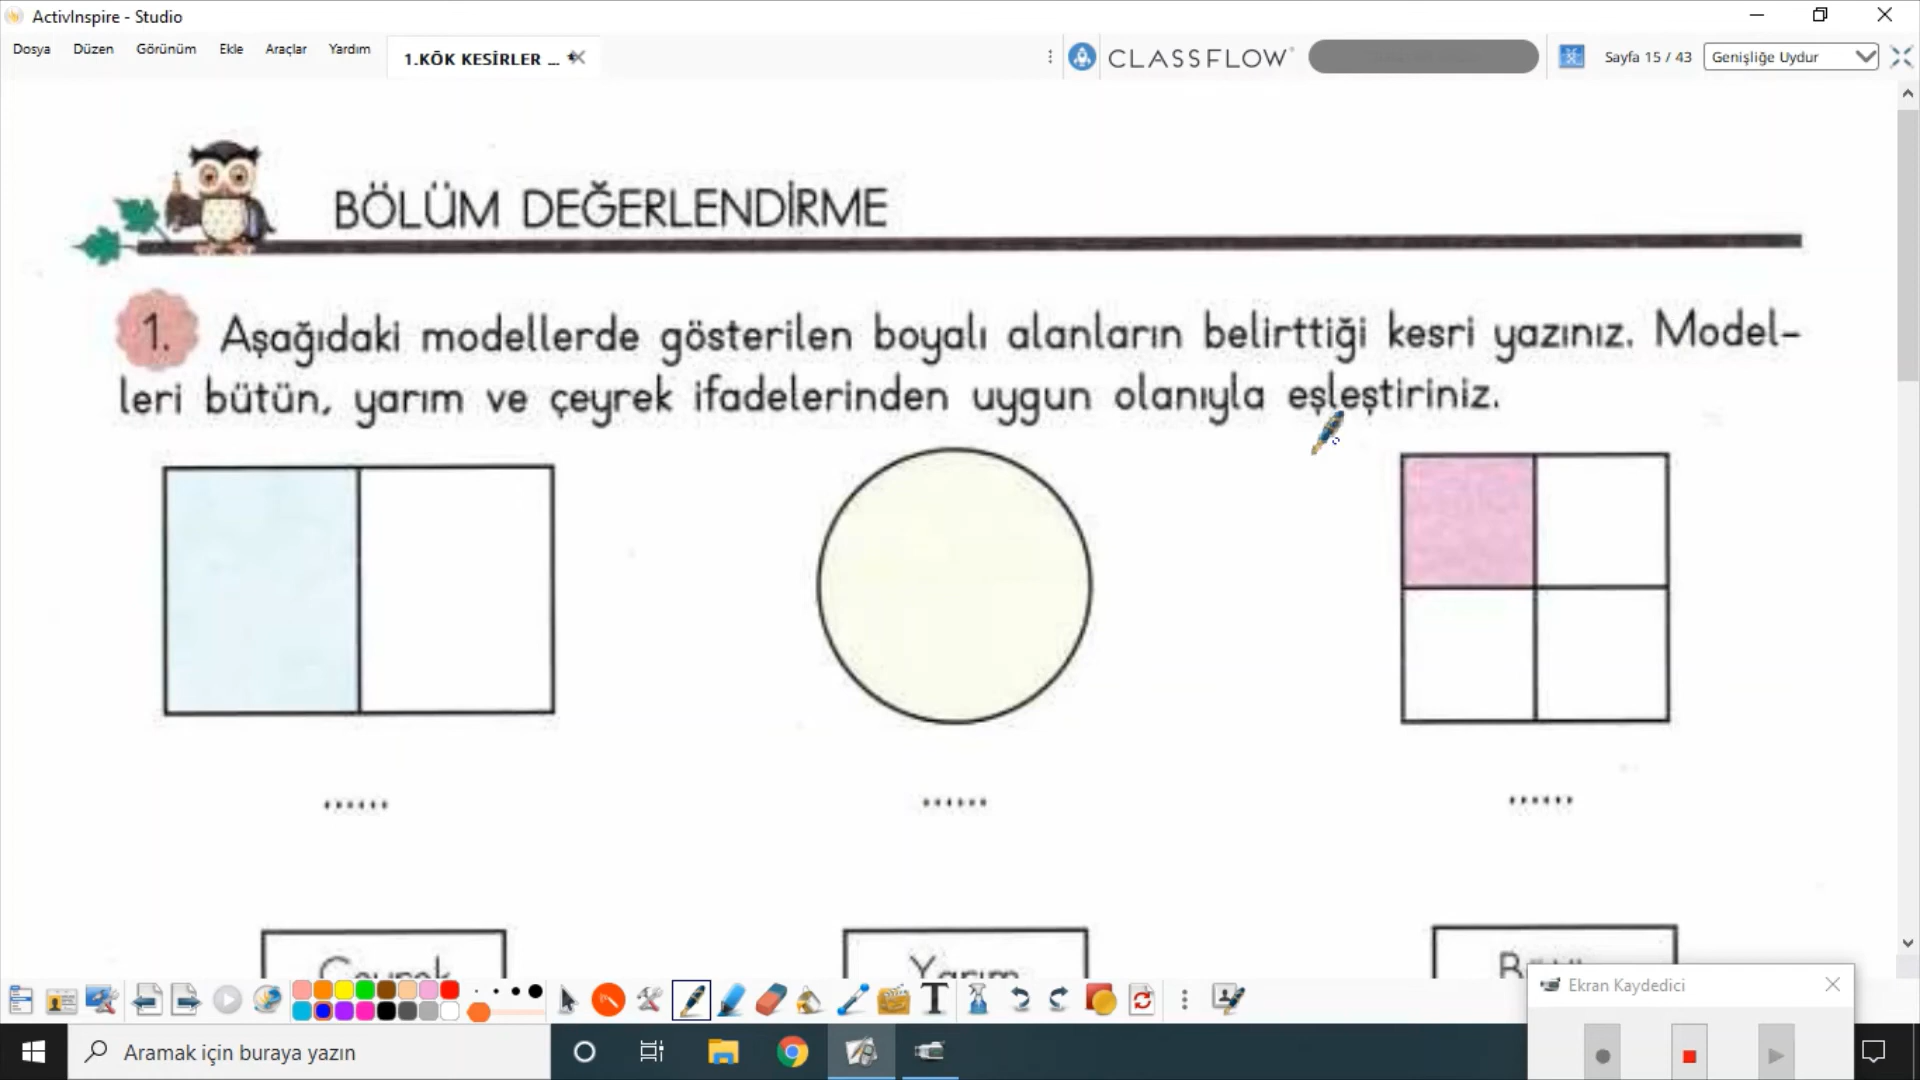 ActivInspire - Studio
Dosya Düzen Görünüm Ekle Araçlar Yardım
1.KÖK KESİRLER ...
CLASSFLOW
Sayfa 15 / 43
Genişliğe Uydur
BÖLÜM DEĞERLENDİRME
1. Aşağıdaki modellerde gösterilen boyalı alanların belirttiği kesri yazınız. Model-
leri bütün, yarım ve çeyrek ifadelerinden uygun olanıyla eşleştiriniz.
...... ...... ......
Çeyrek Yarım
Ekran Kaydedici
T
Aramak için buraya yazın